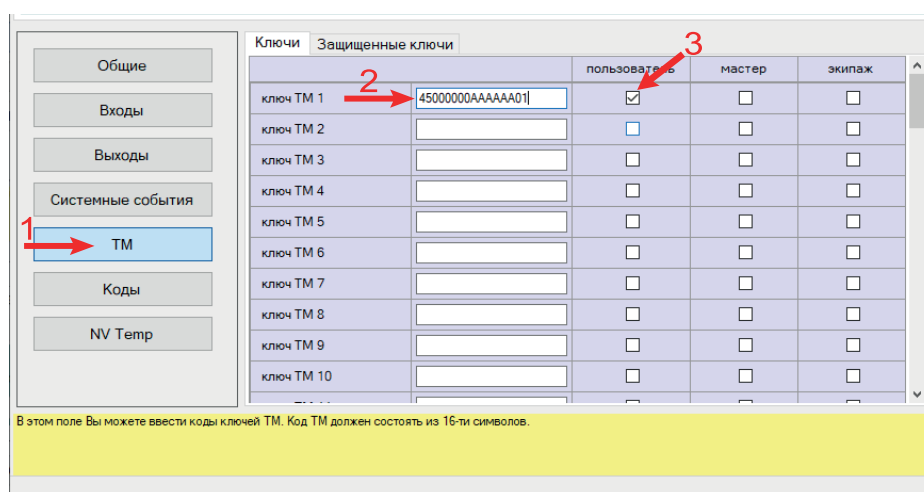 Ключи Защищенные ключи
3
Общие
пользователь мастер экипаж
2
ключ ТМ 1 45000000AAAAAA01
Входы
ключ ТМ 2
Выходы
ключ ТМ 3
ключ ТМ 4
Системные события
ключ ТМ 5
1
ТМ
ключ ТМ 6
Коды
ключ ТМ 7
ключ ТМ 8
NV Temp
ключ ТМ 9
ключ ТМ 10
В этом поле Вы можете ввести коды ключей ТМ. Код ТМ должен состоять из 16-ти символов.